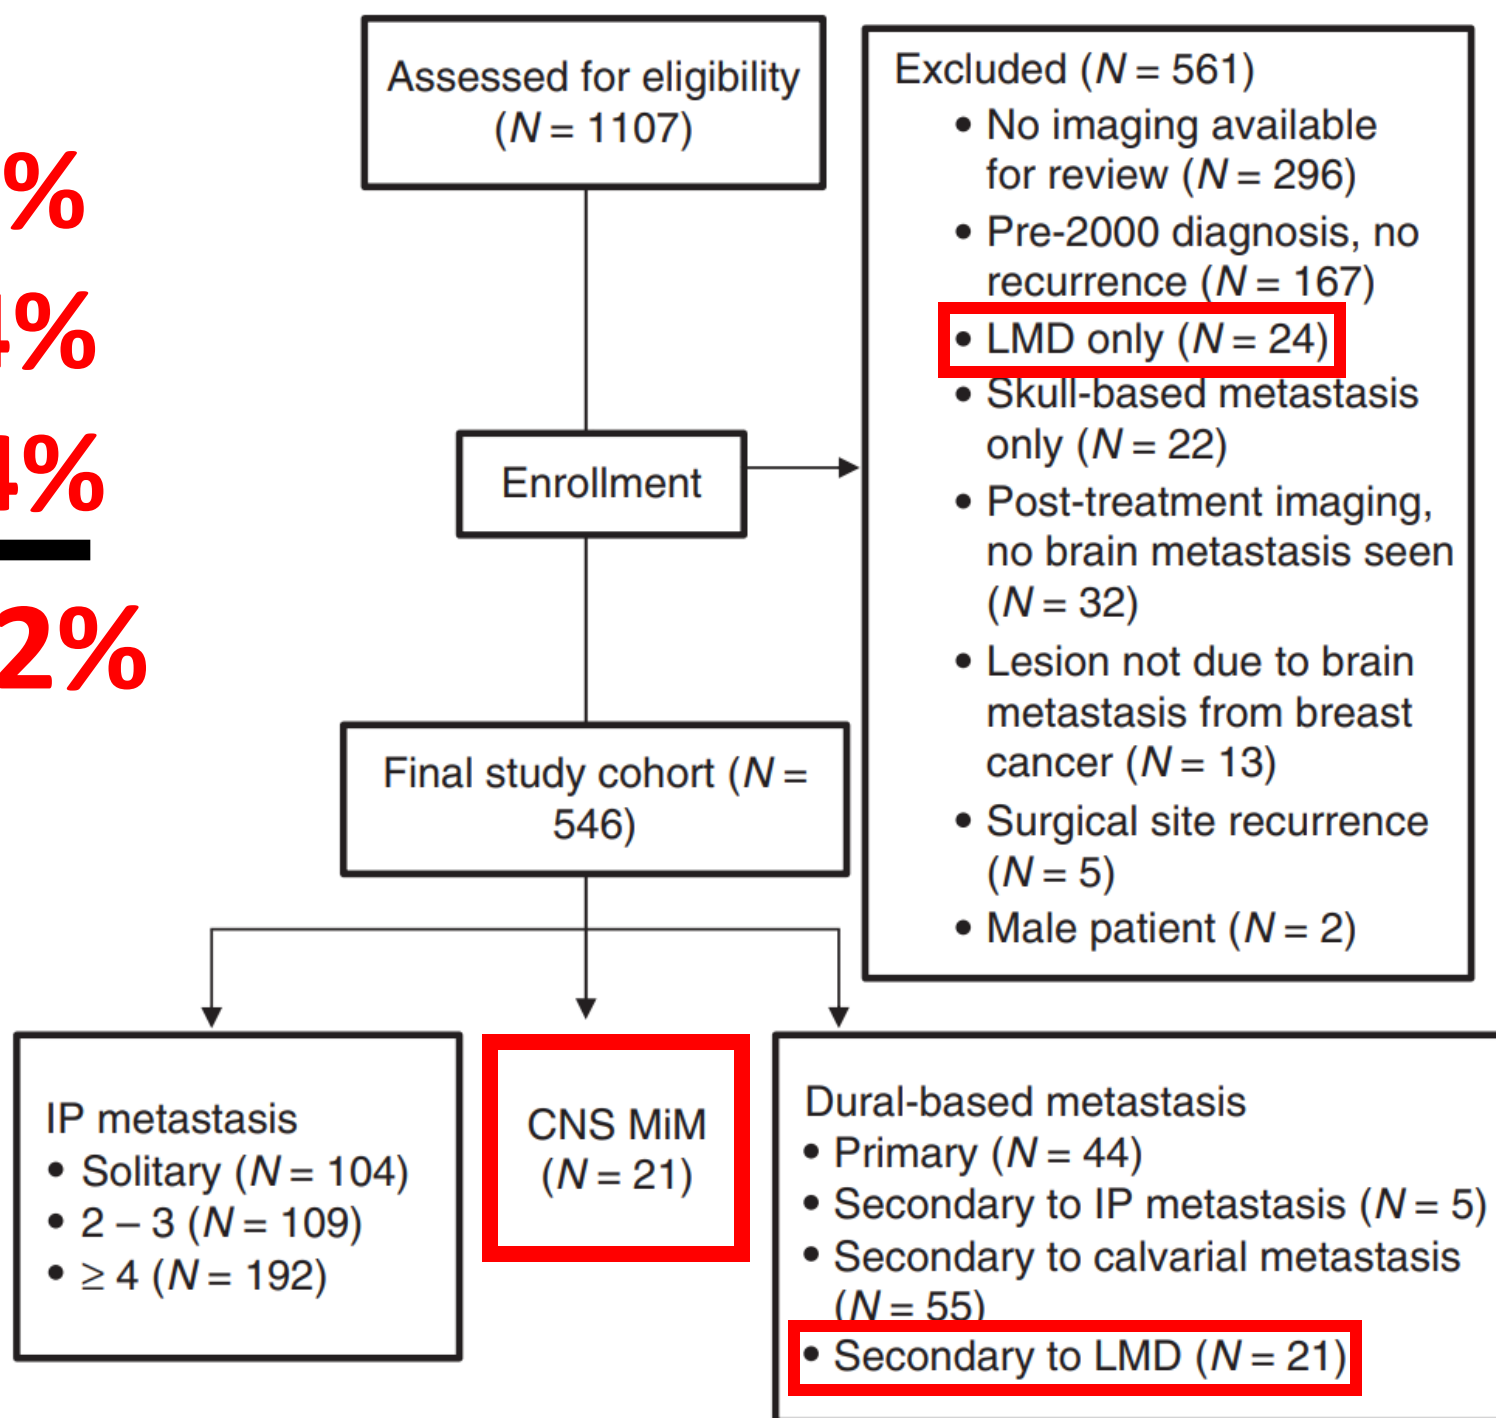 Assessed for eligibility
(N = 1107)
Excluded (N = 561)
• No imaging available
for review (N = 296)
• Pre-2000 diagnosis, no
recurrence (N = 167)
• LMD only (N = 24)
• Skull-based metastasis
only (N = 22)
• Post-treatment imaging,
no brain metastasis seen
(N = 32)
• Lesion not due to brain
metastasis from breast
cancer (N = 13)
• Surgical site recurrence
(N = 5)
• Male patient (N = 2)
%
4%
4%
2%
Enrollment
Final study cohort (N =
546)
IP metastasis
• Solitary (N = 104)
• 2 – 3 (N = 109)
• ≥ 4 (N = 192)
CNS MiM
(N = 21)
Dural-based metastasis
• Primary (N = 44)
• Secondary to IP metastasis (N = 5)
• Secondary to calvarial metastasis
(N = 55)
• Secondary to LMD (N = 21)